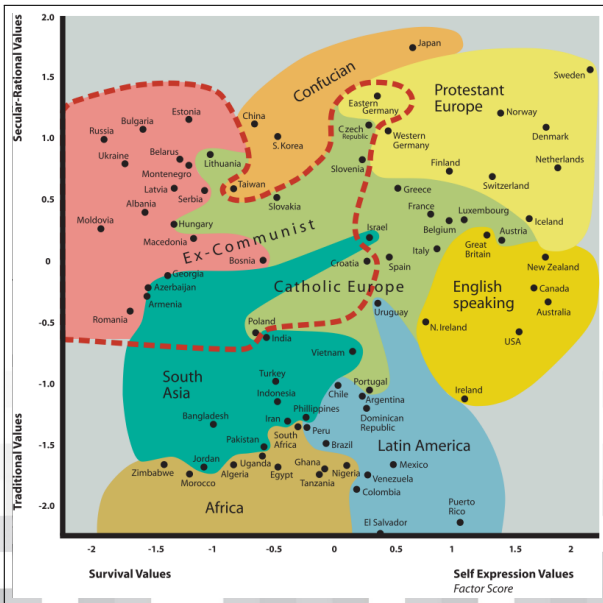 Secular-Rational Values
Traditional Values
2.0
1.5
1.0
0.5
0
-0.5
-1.0
-1.5
-2.0
Japan
Confucian
Sweden
Protestant
Europe
Eastern
Germany
Estonia
Bulgaria
Russia
China
S.Korea
Czech
Republic
Western
Germany
Norway
Denmark
Ukraine
Belarus
Lithuania
Montenegro
Slovenia
Finland
Switzerland
Netherlands
Latvia
Serbia
Taiwan
Slovakia
Greece
Albania
Moldovia
Hungary
Macedonia
Ex-Communist
Bosnia
Israel
Croatia
Spain
France
Belgium
Luxembourg
Italy
Great
Britain
Austria
Iceland
New Zealand
Georgia
Azerbaijan
Armenia
Romania
Catholic Europe
English
speaking
Canada
Australia
Uruguay
N. Ireland
USA
Poland
India
Vietnam
South
Asia
Turkey
Indonesia
Bangladesh
Iran
Phillippines
Chile
Portugal
Argentina
Dominican
Republic
Ireland
Pakistan
South
Africa
Peru
Brazil
Latin America
Zimbabwe
Jordan
Morocco
Algeria
Uganda
Egypt
Ghana
Tanzania
Nigeria
Mexico
Venezuela
Colombia
Africa
El Salvador
Puerto
Rico
-2
-1.5
-1
-0.5
0
0.5
1
1.5
2
Survival Values
Self Expression Values
Factor Score